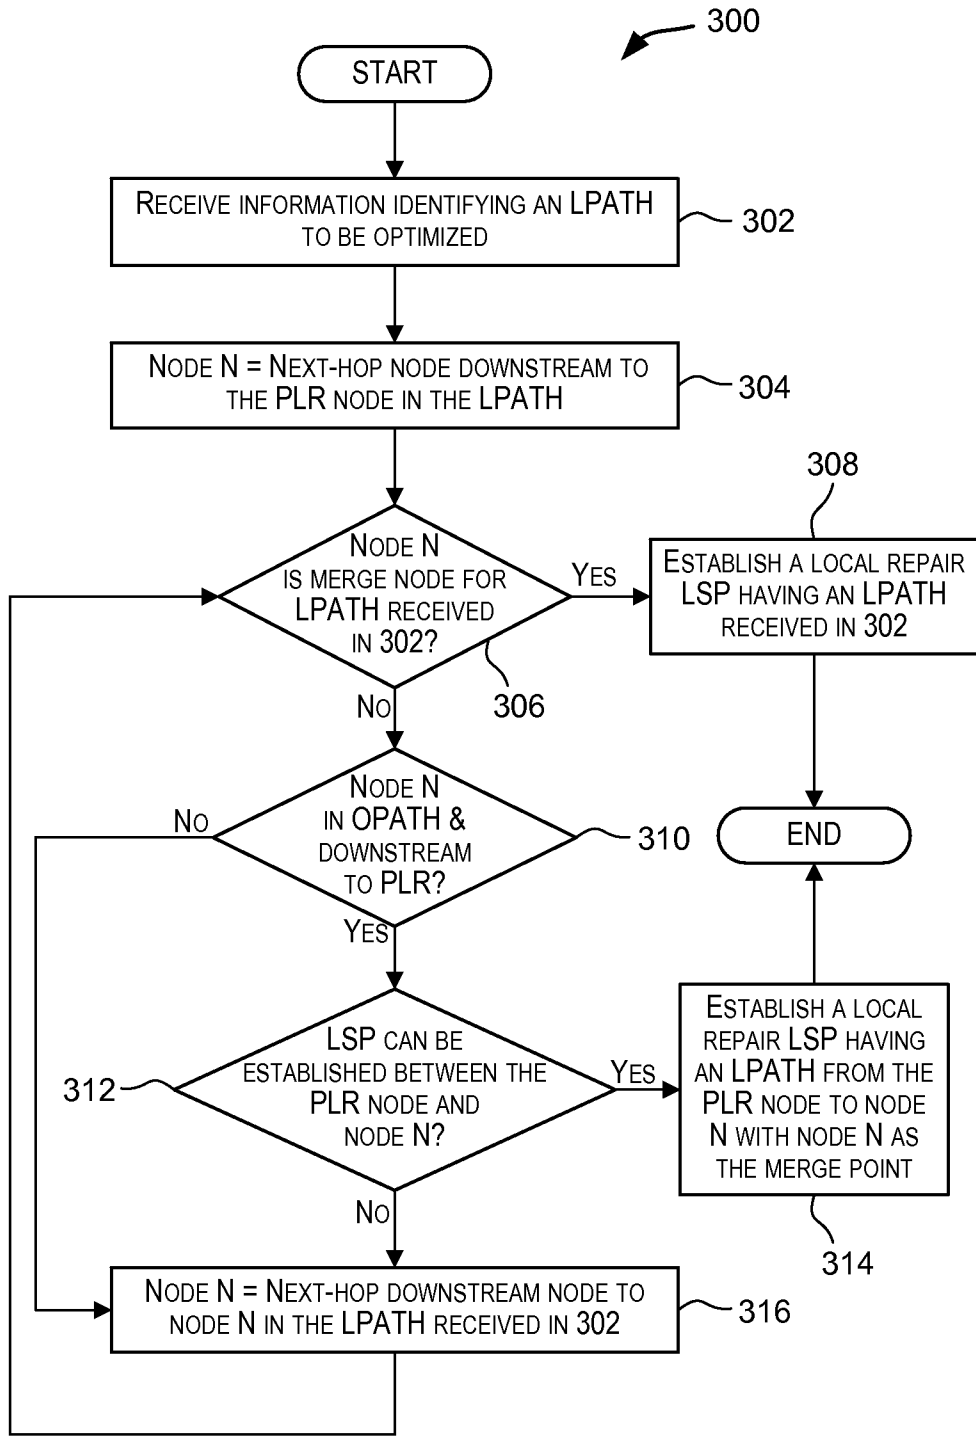 300
START
RECEIVE INFORMATION IDENTIFYING AN LPATH
TO BE OPTIMIZED
302
NODE N = NEXT-HOP NODE DOWNSTREAM TO
THE PLR NODE IN THE LPATH
304
308
NODE N
IS MERGE NODE FOR
LPATH RECEIVED
IN 302?
YES
ESTABLISH A LOCAL REPAIR
LSP HAVING AN LPATH
RECEIVED IN 302
306
NO
NODE N
IN OPATH &
DOWNSTREAM
TO PLR?
NO
310
END
YES
LSP CAN BE
ESTABLISHED BETWEEN THE
PLR NODE AND
NODE N?
312
YES
ESTABLISH A LOCAL
REPAIR LSP HAVING
AN LPATH FROM THE
PLR NODE TO NODE
N WITH NODE N AS
THE MERGE POINT
314
NO
NODE N = NEXT-HOP DOWNSTREAM NODE TO
NODE N IN THE LPATH RECEIVED IN 302
316